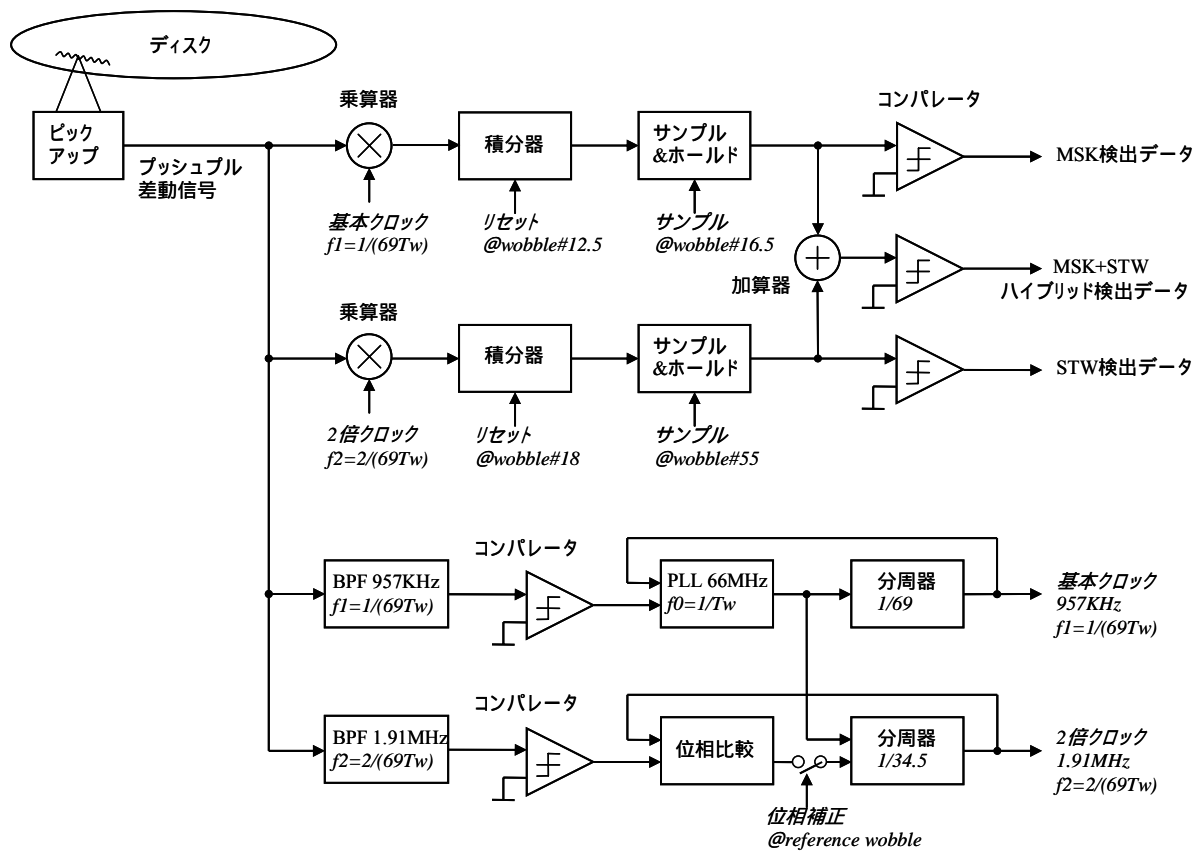 ディスク
ピック
アップ
プッシュプル
差動信号
乗算器
基本クロック
f1=1/(69Tw)
積分器
リセット
@wobble#12.5
サンプル
&ホールド
サンプル
@wobble#16.5
コンパレータ
MSK検出データ
加算器
MSK+STW
ハイブリッド検出データ
乗算器
2倍クロック
f2=2/(69Tw)
積分器
リセット
@wobble#18
サンプル
&ホールド
サンプル
@wobble#55
STW検出データ
BPF 957KHz
f1=1/(69Tw)
コンパレータ
PLL 66MHz
f0=1/Tw
分周器
1/69
基本クロック
957KHz
f1=1/(69Tw)
BPF 1.91MHz
f2=2/(69Tw)
コンパレータ
位相比較
位相補正
@reference wobble
分周器
1/34.5
2倍クロック
1.91MHz
f2=2/(69Tw)